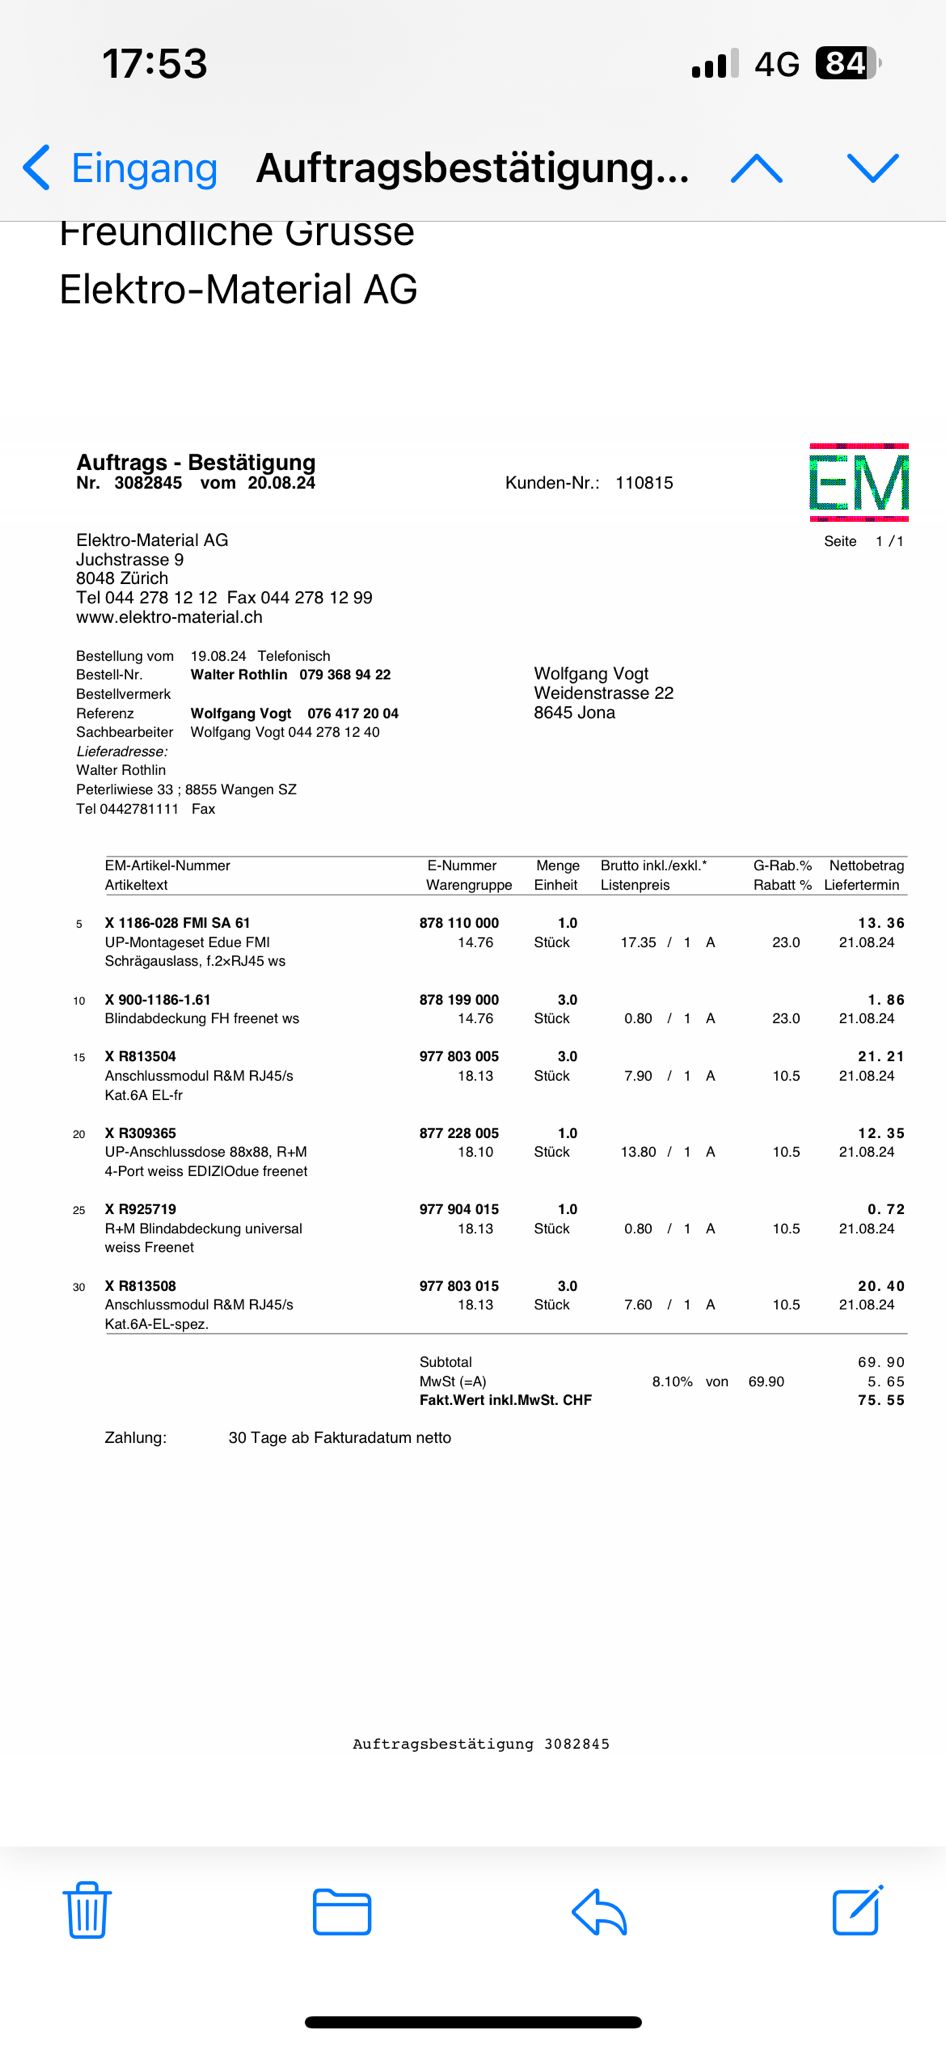 17:53 4G 84
Eingang Auftragsbestätigung...
Freundliche Grüsse
Elektro-Material AG
Auftrags - Bestätigung
Nr. 3082845 vom 20.08.24 Kunden-Nr.: 110815
EM
Elektro-Material AG Seite 1 / 1
Juchstrasse 9
8048 Zürich
Tel 044 278 12 12 Fax 044 278 12 99
www.elektro-material.ch
Bestellung vom 19.08.24 Telefonisch
Bestell-Nr. Walter Rothlin 079 368 94 22
Bestellvermerk
Referenz Wolfgang Vogt 076 417 20 04
Sachbearbeiter Wolfgang Vogt 044 278 12 40
Lieferadresse:
Walter Rothlin
Peterliwiese 33 ; 8855 Wangen SZ
Tel 0442781111 Fax
Wolfgang Vogt
Weidenstrasse 22
8645 Jona
EM-Artikel-Nummer E-Nummer Menge Brutto inkl./exkl.* G-Rab.% Nettobetrag
Artikeltext Warengruppe Einheit Listenpreis Rabatt % Liefertermin
5 X 1186-028 FMI SA 61 878 110 000 1.0 13.36
UP-Montageset Edue FMI 14.76 Stück 17.35 / 1 A 23.0 21.08.24
Schrägauslass, f.2×RJ45 ws
10 X 900-1186-1.61 878 199 000 3.0 1.86
Blindabdeckung FH freenet ws 14.76 Stück 0.80 / 1 A 23.0 21.08.24
15 X R813504 977 803 005 3.0 21.21
Anschlussmodul R&M RJ45/s 18.13 Stück 7.90 / 1 A 10.5 21.08.24
Kat.6A EL-fr
20 X R309365 877 228 005 1.0 12.35
UP-Anschlussdose 88x88, R+M 18.10 Stück 13.80 / 1 A 10.5 21.08.24
4-Port weiss EDIZIOdue freenet
25 X R925719 977 904 015 1.0 0.72
R+M Blindabdeckung universal 18.13 Stück 0.80 / 1 A 10.5 21.08.24
weiss Freenet
30 X R813508 977 803 015 3.0 20.40
Anschlussmodul R&M RJ45/s 18.13 Stück 7.60 / 1 A 10.5 21.08.24
Kat.6A-EL-spez.
Subtotal 69.90
MwSt (=A) 8.10% von 69.90 5.65
Fakt.Wert inkl.MwSt. CHF 75.55
Zahlung: 30 Tage ab Fakturadatum netto
Auftragsbestätigung 3082845